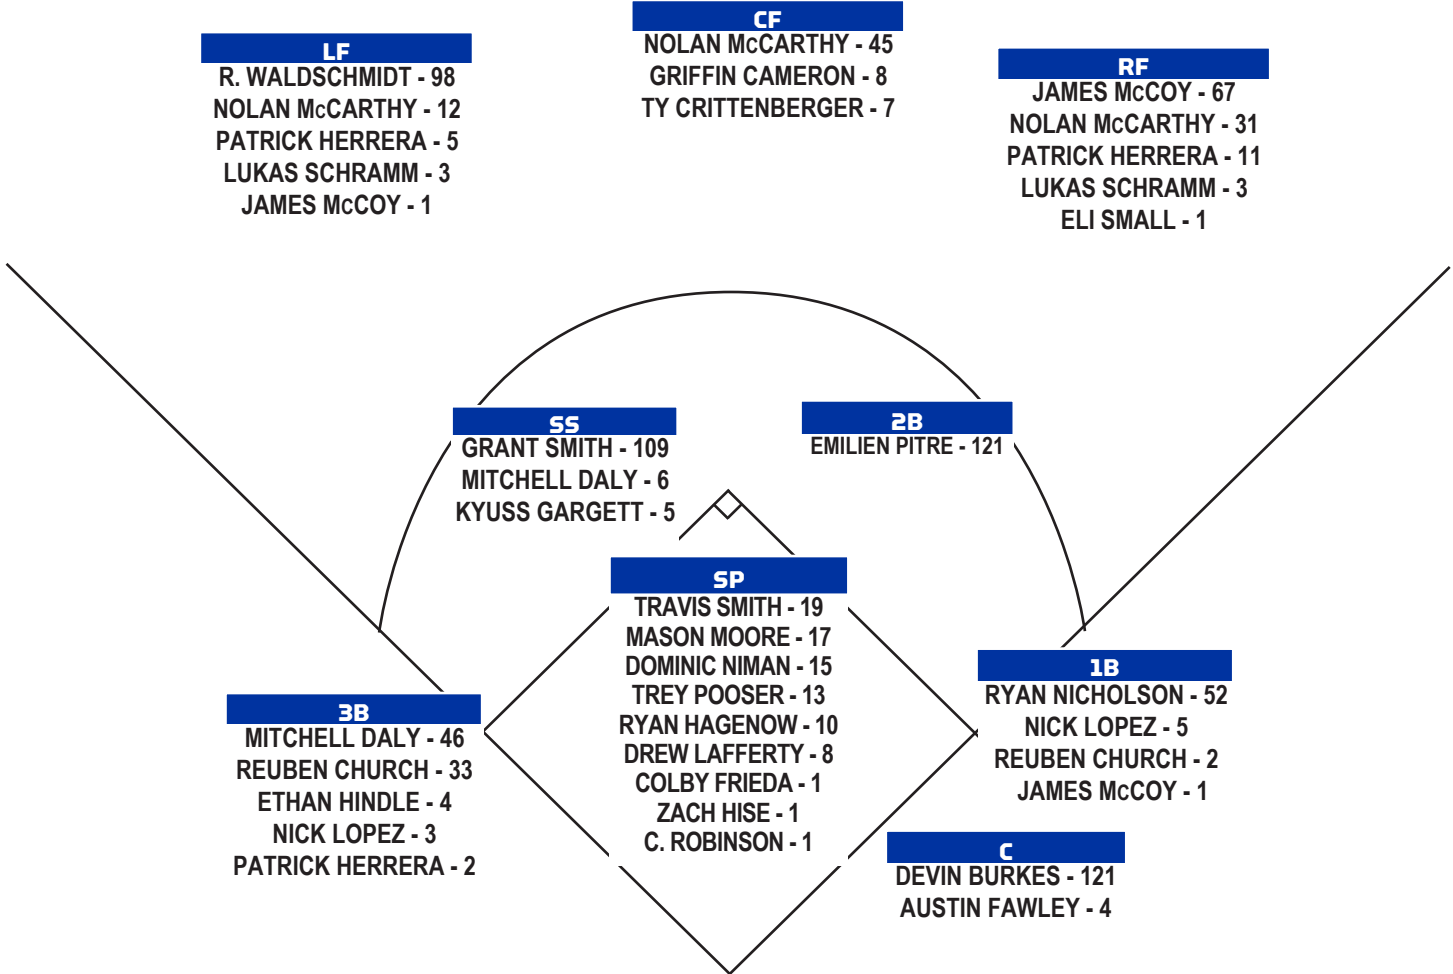 LF
R. WALDSCHMIDT - 98
NOLAN McCARTHY - 12
PATRICK HERRERA - 5
LUKAS SCHRAMM - 3
JAMES McCOY - 1
CF
NOLAN McCARTHY - 45
GRIFFIN CAMERON - 8
TY CRITTENBERGER - 7
RF
JAMES McCOY - 67
NOLAN McCARTHY - 31
PATRICK HERRERA - 11
LUKAS SCHRAMM - 3
ELI SMALL - 1
SS
GRANT SMITH - 109
MITCHELL DALY - 6
KYUSS GARGETT - 5
2B
EMILIEN PITRE - 121
SP
TRAVIS SMITH - 19
MASON MOORE - 17
DOMINIC NIMAN - 15
TREY POOSER - 13
RYAN HAGENOW - 10
DREW LAFFERTY - 8
COLBY FRIEDA - 1
ZACH HISE - 1
C. ROBINSON - 1
3B
MITCHELL DALY - 46
REUBEN CHURCH - 33
ETHAN HINDLE - 4
NICK LOPEZ - 3
PATRICK HERRERA - 2
1B
RYAN NICHOLSON - 52
NICK LOPEZ - 5
REUBEN CHURCH - 2
JAMES McCOY - 1
C
DEVIN BURKES - 121
AUSTIN FAWLEY - 4